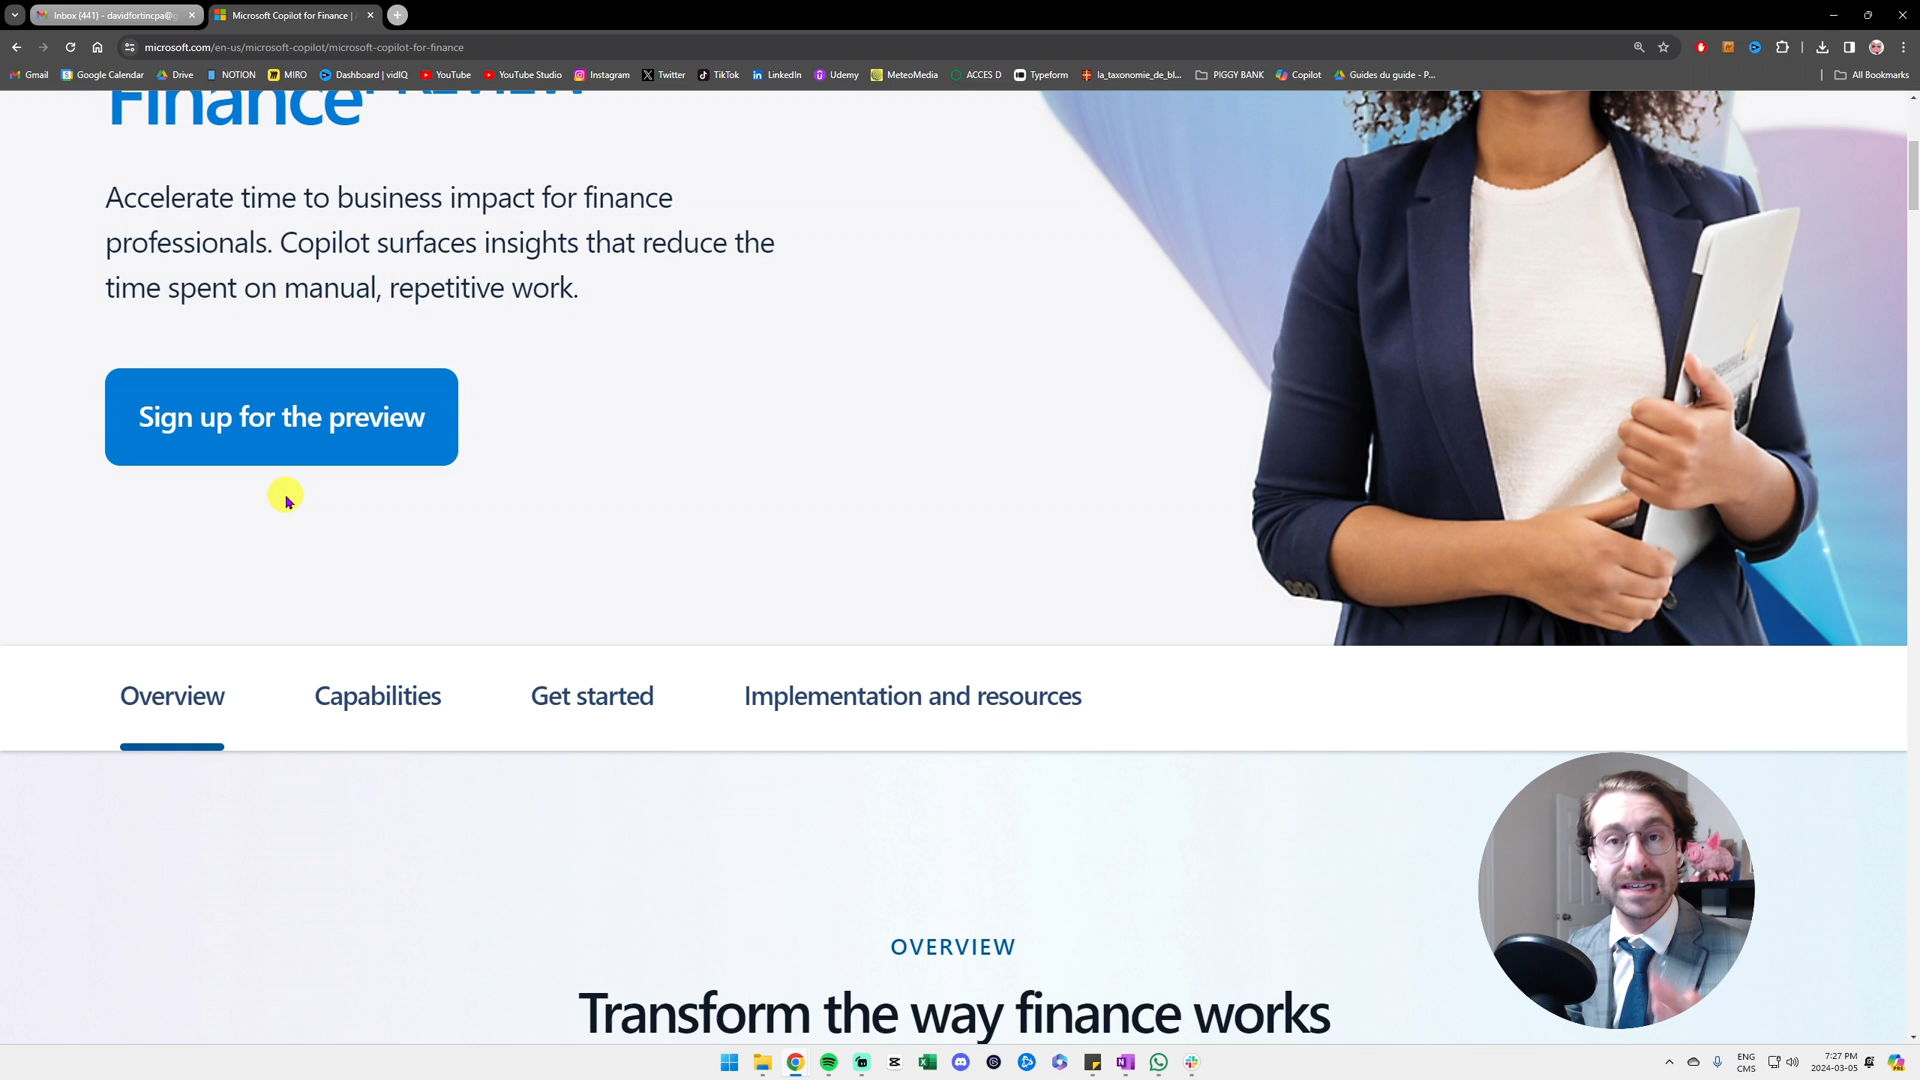 Inbox (441) - davidfortincpa@g
Microsoft Copilot for Finance |
microsoft.com/en-us/microsoft-copilot/microsoft-copilot-for-finance
Gmail
Google Calendar
Drive
NOTION
MIRO
Dashboard | vidIQ
YouTube
YouTube Studio
Instagram
Twitter
TikTok
LinkedIn
Udemy
MeteoMedia
ACCES D
Typeform
la_taxonomie_de_bl...
PIGGY BANK
Copilot
Guides du guide - P...
All Bookmarks
Finance PREVIEW
Accelerate time to business impact for finance
professionals. Copilot surfaces insights that reduce the
time spent on manual, repetitive work.
Sign up for the preview
Overview
Capabilities
Get started
Implementation and resources
OVERVIEW
Transform the way finance works
ENG
CMS
7:27 PM
2024-03-05